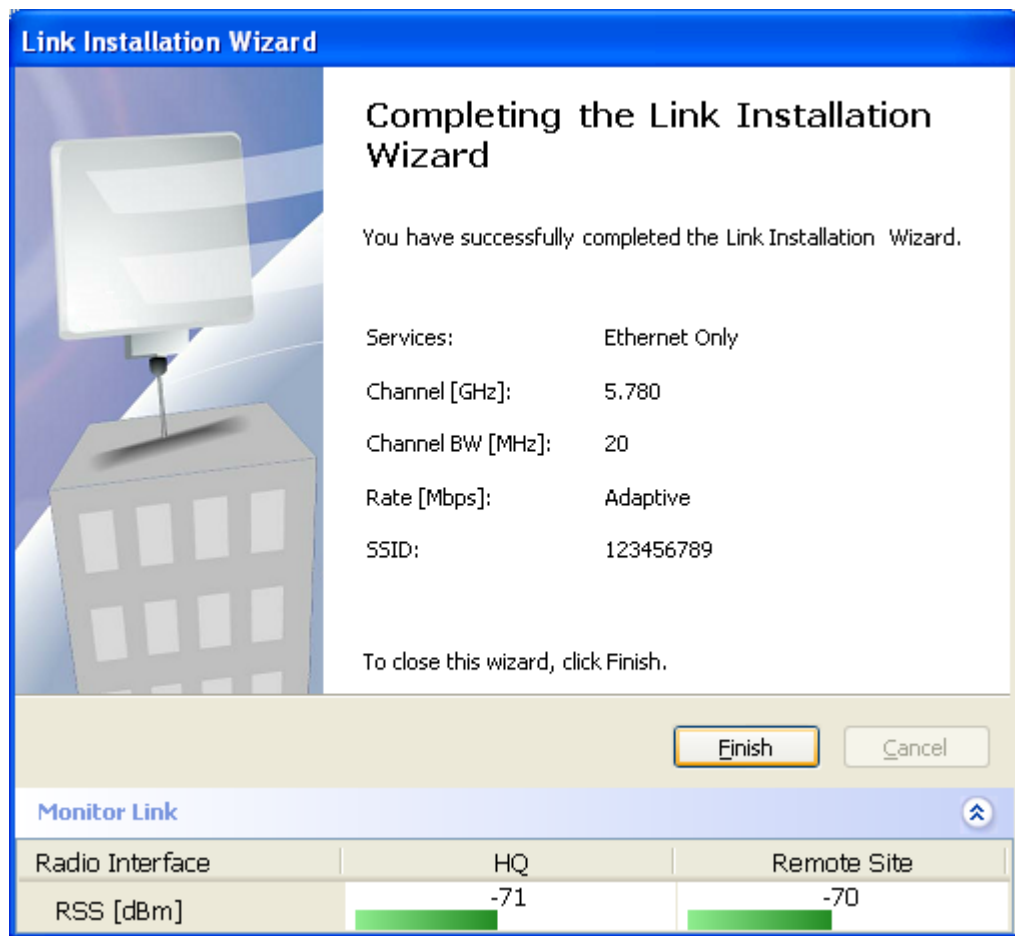 Link Installation Wizard
Completing the Link Installation
Wizard
You have successfully completed the Link Installation Wizard.
Services: Ethernet Only
Channel [GHz]: 5.780
Channel BW [MHz]: 20
Rate [Mbps]: Adaptive
SSID: 123456789
To close this wizard, click Finish.
Finish Cancel
Monitor Link
Radio Interface HQ Remote Site
RSS [dBm] -71 -70